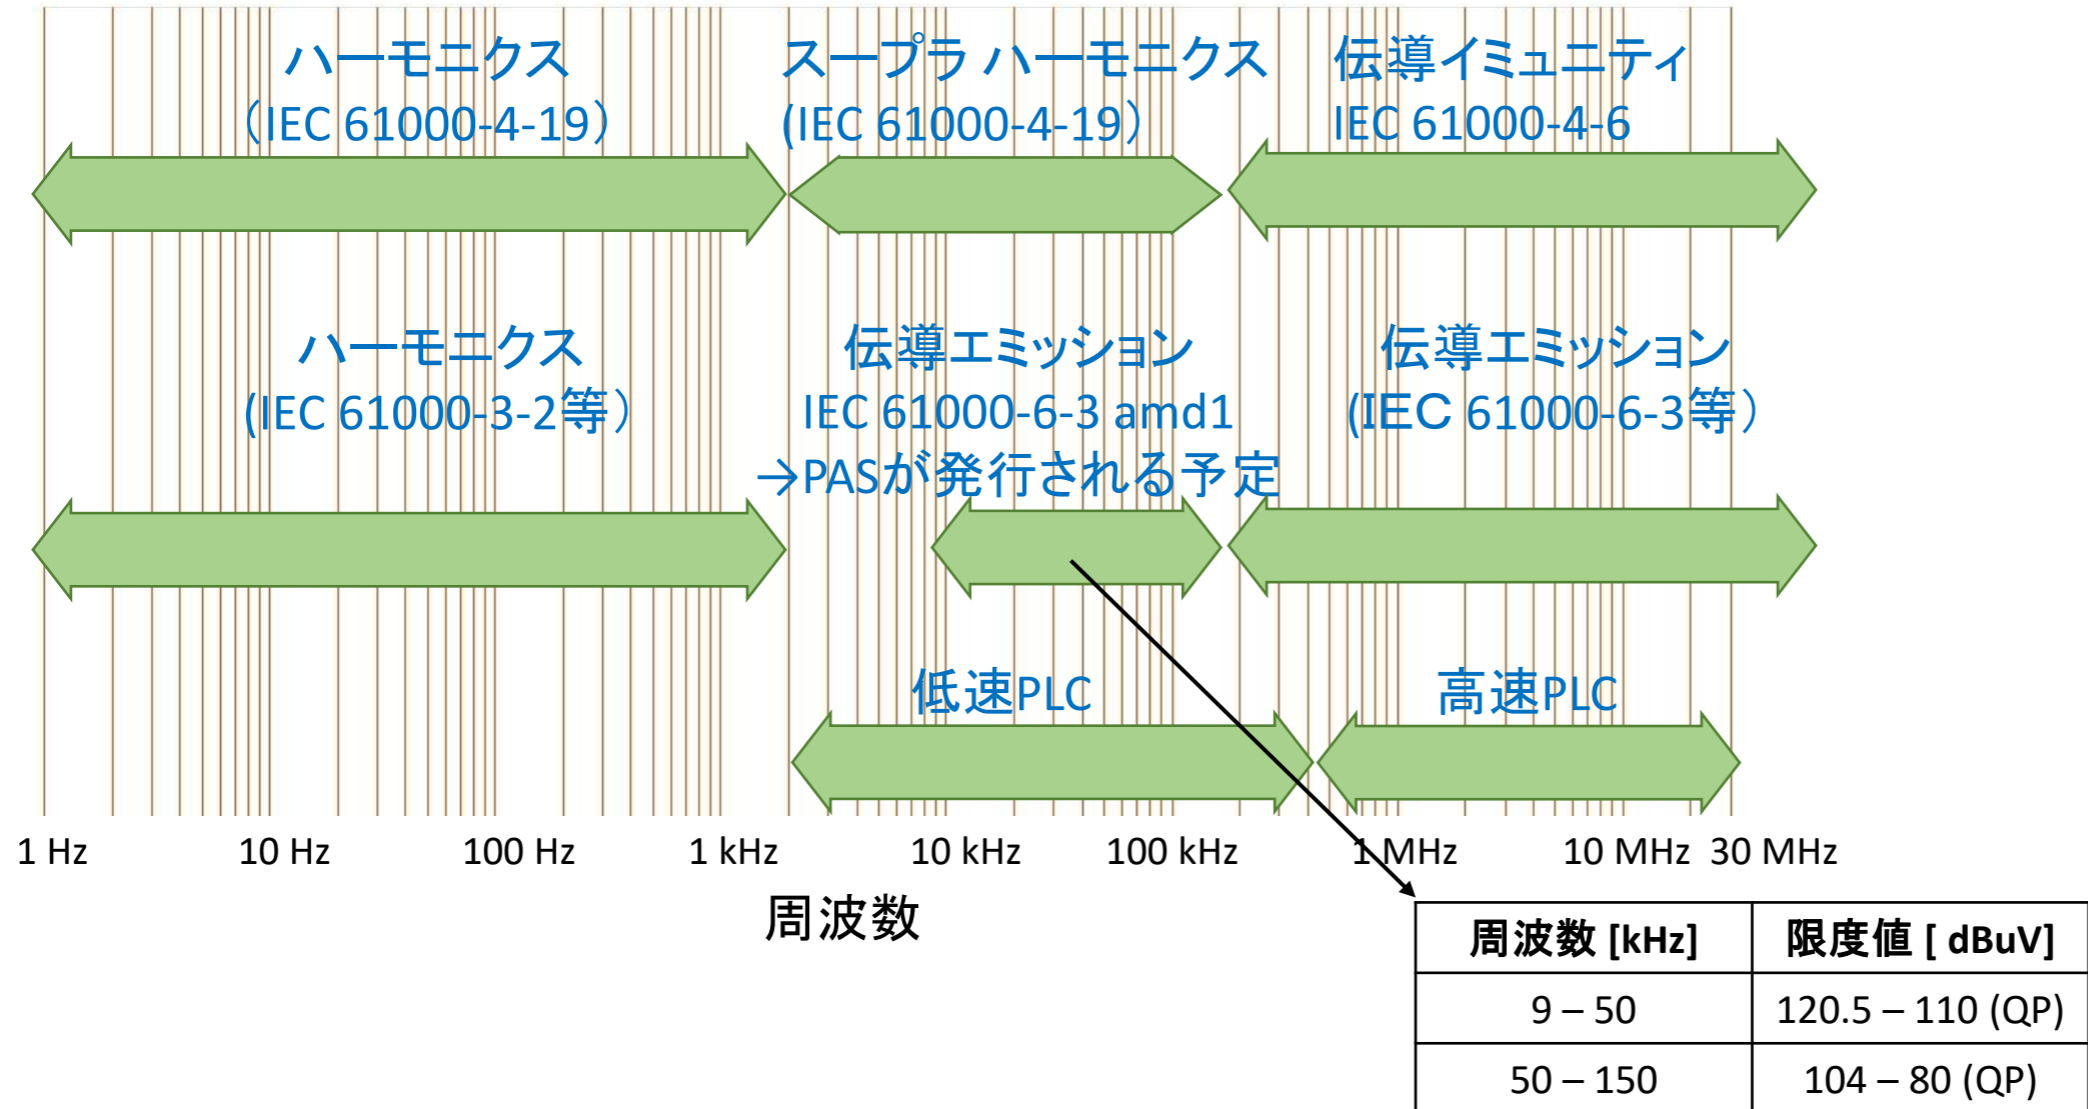 ハーモニクス
（IEC 61000-4-19）
スープラ ハーモニクス
(IEC 61000-4-19）
伝導イミュニティ
IEC 61000-4-6
ハーモニクス
(IEC 61000-3-2等）
伝導エミッション
IEC 61000-6-3 amd1
→PASが発行される予定
伝導エミッション
(IEC 61000-6-3等）
低速PLC
高速PLC
1 Hz 10 Hz 100 Hz 1 kHz 10 kHz 100 kHz 1 MHz 10 MHz 30 MHz
周波数
周波数 [kHz] 限度値 [ dBuV]
9 – 50 120.5 – 110 (QP)
50 – 150 104 – 80 (QP)